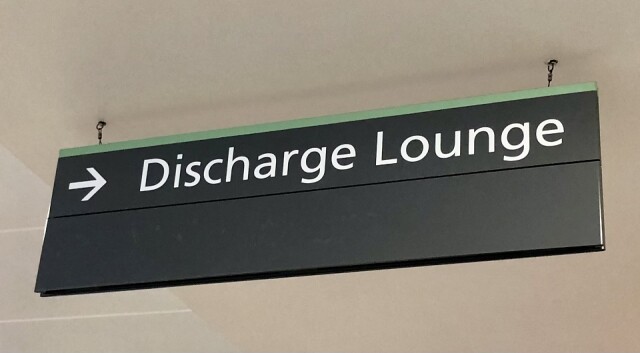 → Discharge Lounge